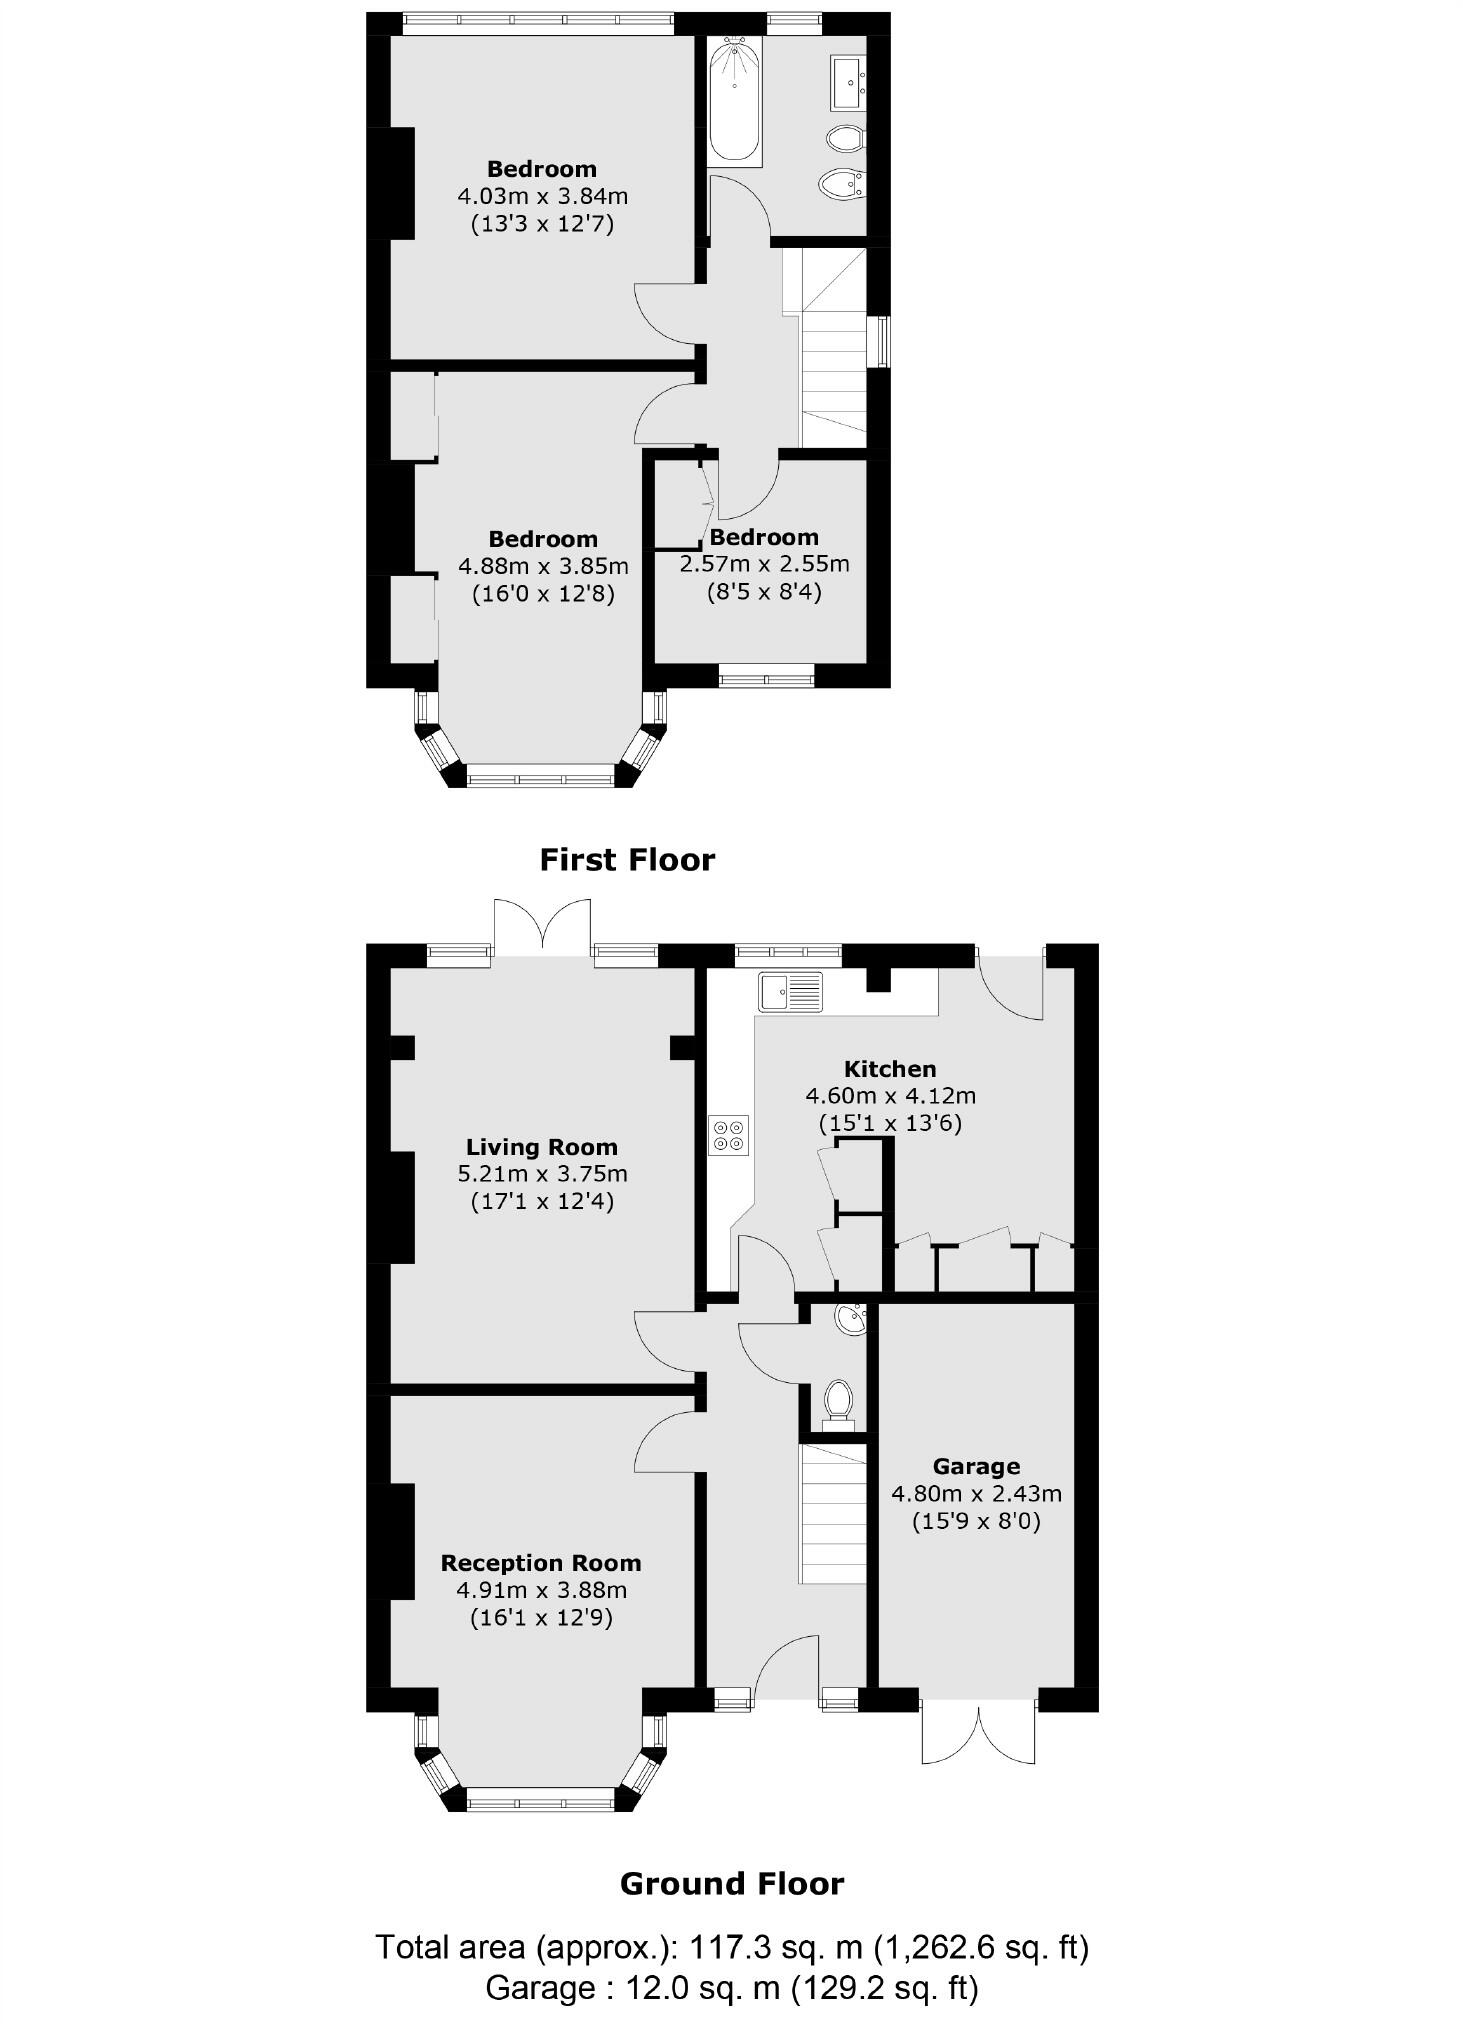 Bedroom
4.03m x 3.84m
(13'3 x 12'7)
Bedroom
4.88m x 3.85m
(16'0 x 12'8)
Bedroom
2.57m x 2.55m
(8'5 x 8'4)
First Floor
Kitchen
4.60m x 4.12m
(15'1 x 13'6)
Living Room
5.21m x 3.75m
(17'1 x 12'4)
Garage
4.80m x 2.43m
(15'9 x 8'0)
Reception Room
4.91m x 3.88m
(16'1 x 12'9)
Ground Floor
Total area (approx.): 117.3 sq. m (1,262.6 sq. ft)
Garage : 12.0 sq. m (129.2 sq. ft)